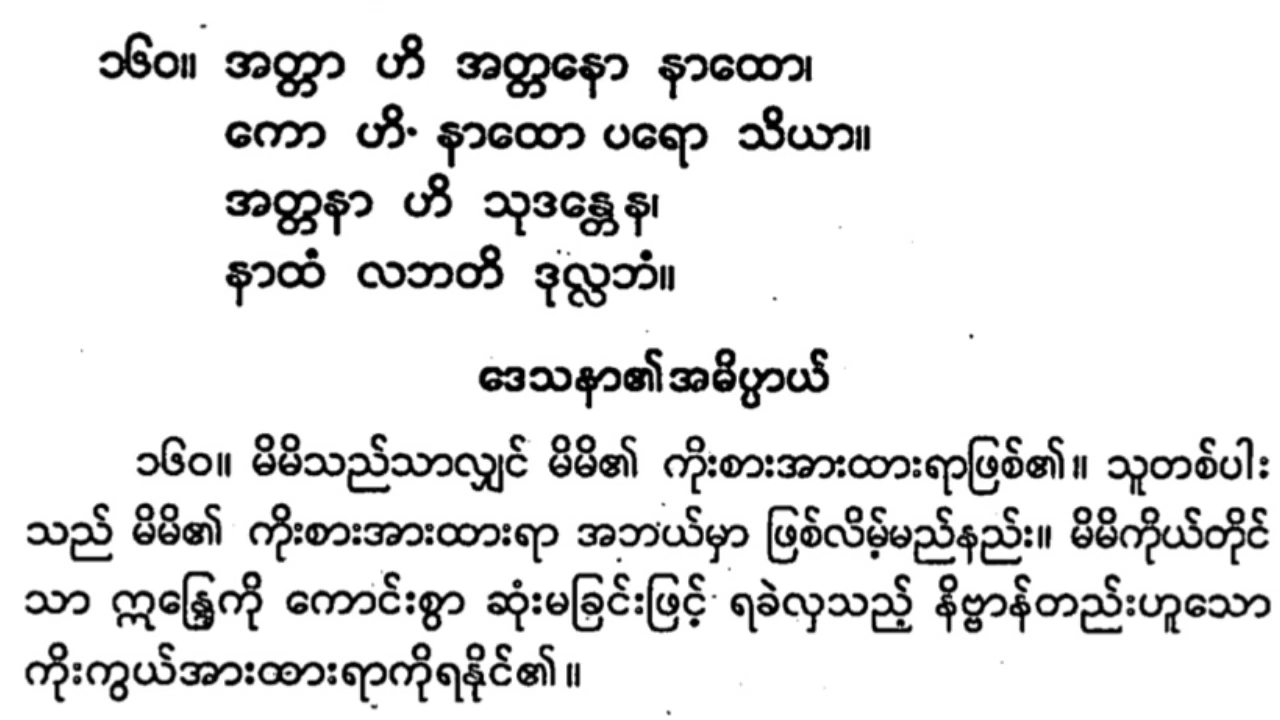 ၁၆၀။ အတ္တာ ဟိ အတ္တနော နာထော၊
ကော ဟိ နာထော ပရော သိယာ။
အတ္တနာ ဟိ သုဒန္တေန၊
နာထံ လဘတိ ဒုလ္လဘံ။
ဒေသနာ၏အဓိပ္ပာယ်
၁၆၀။ မိမိသည်သာလျှင် မိမိ၏ ကိုးစားအားထားရာဖြစ်၏။ သူတစ်ပါး
သည် မိမိ၏ ကိုးစားအားထားရာ အဘယ်မှာ ဖြစ်လိမ့်မည်နည်း။ မိမိကိုယ်တိုင်
သာ ဣန္ဒြေကို ကောင်းစွာ ဆုံးမခြင်းဖြင့် ရခဲလှသည့် နိဗ္ဗာန်တည်းဟူသော
ကိုးကွယ်အားထားရာကိုရနိုင်၏။